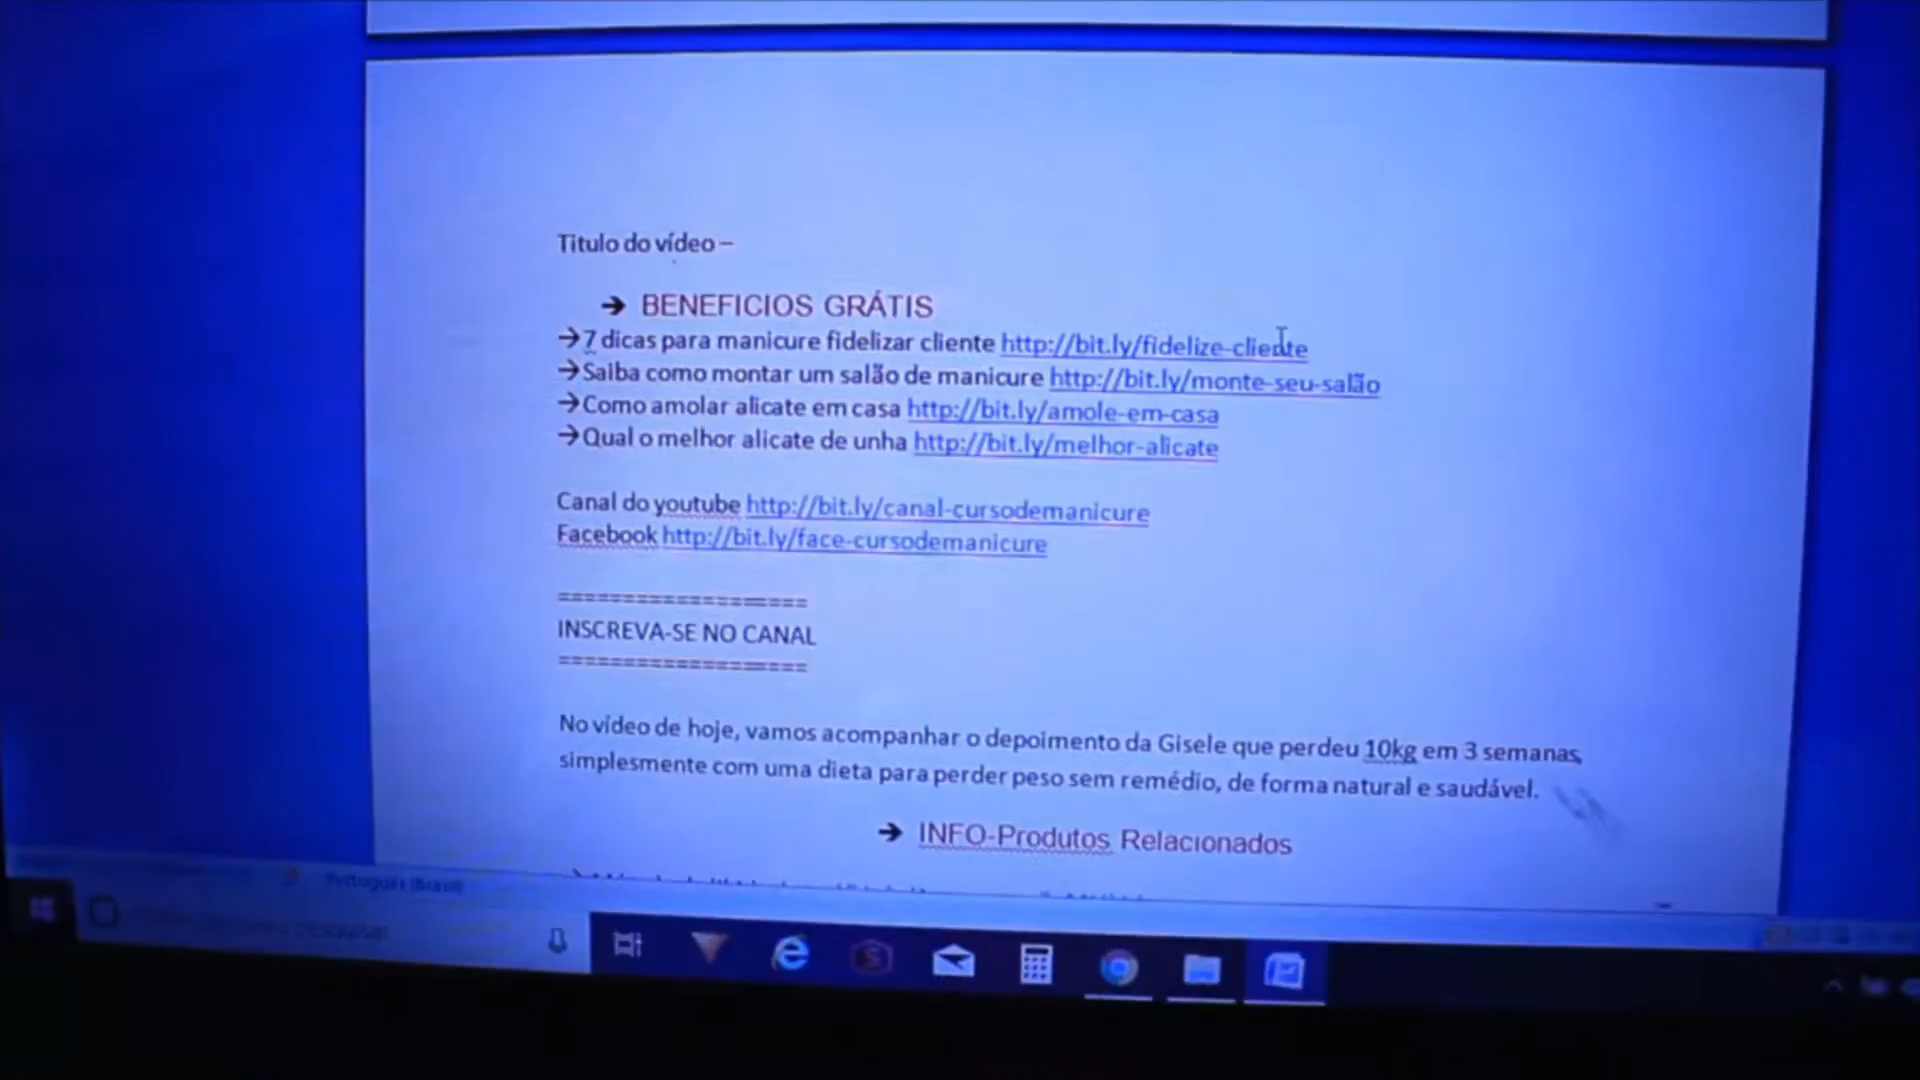 Titulo do vídeo –
➔ BENEFICIOS GRÁTIS
→7 dicas para manicure fidelizar cliente http://bit.ly/fidelize-cliente
→Saiba como montar um salão de manicure http://bit.ly/monte-seu-salão
→Como amolar alicate em casa http://bit.ly/amole-em-casa
→Qual o melhor alicate de unha http://bit.ly/melhor-alicate
Canal do youtube http://bit.ly/canal-cursodemanicure
Facebook http://bit.ly/face-cursodemanicure
===================
INSCREVA-SE NO CANAL
===================
No vídeo de hoje, vamos acompanhar o depoimento da Gisele que perdeu 10kg em 3 semanas,
simplesmente com uma dieta para perder peso sem remédio, de forma natural e saudável.
➔ INFO-Produtos Relacionados
Português (Brasil)